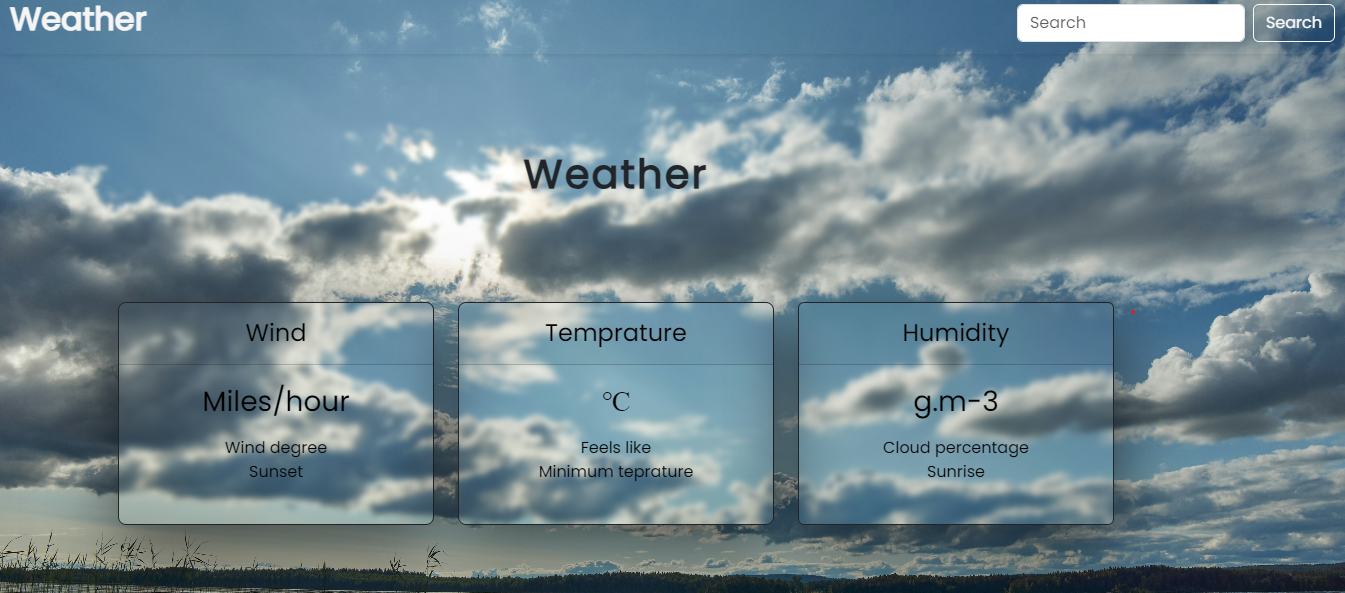 Weather
Search
Search
Weather
Wind
Miles/hour
Wind degree
Sunset
Temprature
°C
Feels like
Minimum teprature
Humidity
g.m-3
Cloud percentage
Sunrise